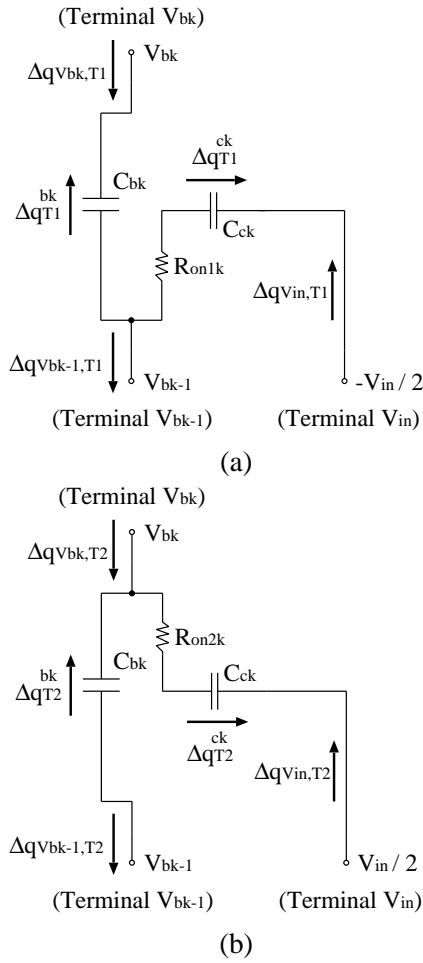 (Terminal Vbk)
Vbk
ΔqVbk,T1
ck
ΔqT1
bk
ΔqT1
Cbk
Cck
Ron1k
ΔqVin,T1
ΔqVbk-1,T1
Vbk-1
-Vin / 2
(Terminal Vbk-1)
(Terminal Vin)
(a)
(Terminal Vbk)
Vbk
ΔqVbk,T2
Ron2k
bk
ΔqT2
Cbk
Cck
ck
ΔqT2
ΔqVin,T2
ΔqVbk-1,T2
Vbk-1
Vin / 2
(Terminal Vbk-1)
(Terminal Vin)
(b)